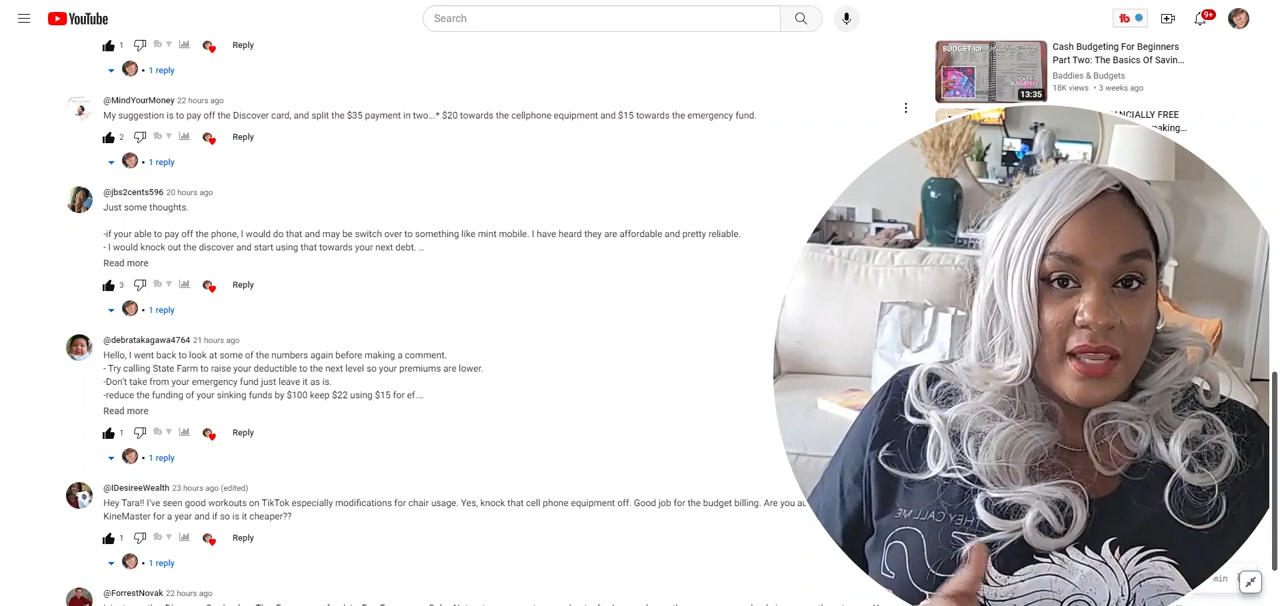 YouTube
Search
9+
1
Reply
1 reply
@MindYourMoney 22 hours ago
My suggestion is to pay off the Discover card, and split the $35 payment in two...* $20 towards the cellphone equipment and $15 towards the emergency fund.
2
Reply
1 reply
@jbs2cents596 20 hours ago
Just some thoughts.
-if your able to pay off the phone, I would do that and may be switch over to something like mint mobile. I have heard they are affordable and pretty reliable.
- I would knock out the discover and start using that towards your next debt. ...
Read more
3
Reply
1 reply
@debratakagawa4764 21 hours ago
Hello, I went back to look at some of the numbers again before making a comment.
- Try calling State Farm to raise your deductible to the next level so your premiums are lower.
-Don't take from your emergency fund just leave it as is.
-reduce the funding of your sinking funds by $100 keep $22 using $15 for ef....
Read more
1
Reply
1 reply
@IDesireeWealth 23 hours ago (edited)
Hey Tara!! I've seen good workouts on TikTok especially modifications for chair usage. Yes, knock that cell phone equipment off. Good job for the budget billing. Are you
KineMaster for a year and if so is it cheaper??
1
Reply
1 reply
@ForrestNovak 22 hours ago
BUDGET 101
13:35
Cash Budgeting For Beginners
Part Two: The Basics Of Savin...
Baddies & Budgets
18K views • 3 weeks ago
NCIALLY FREE
making...
THEY CALL ME
min